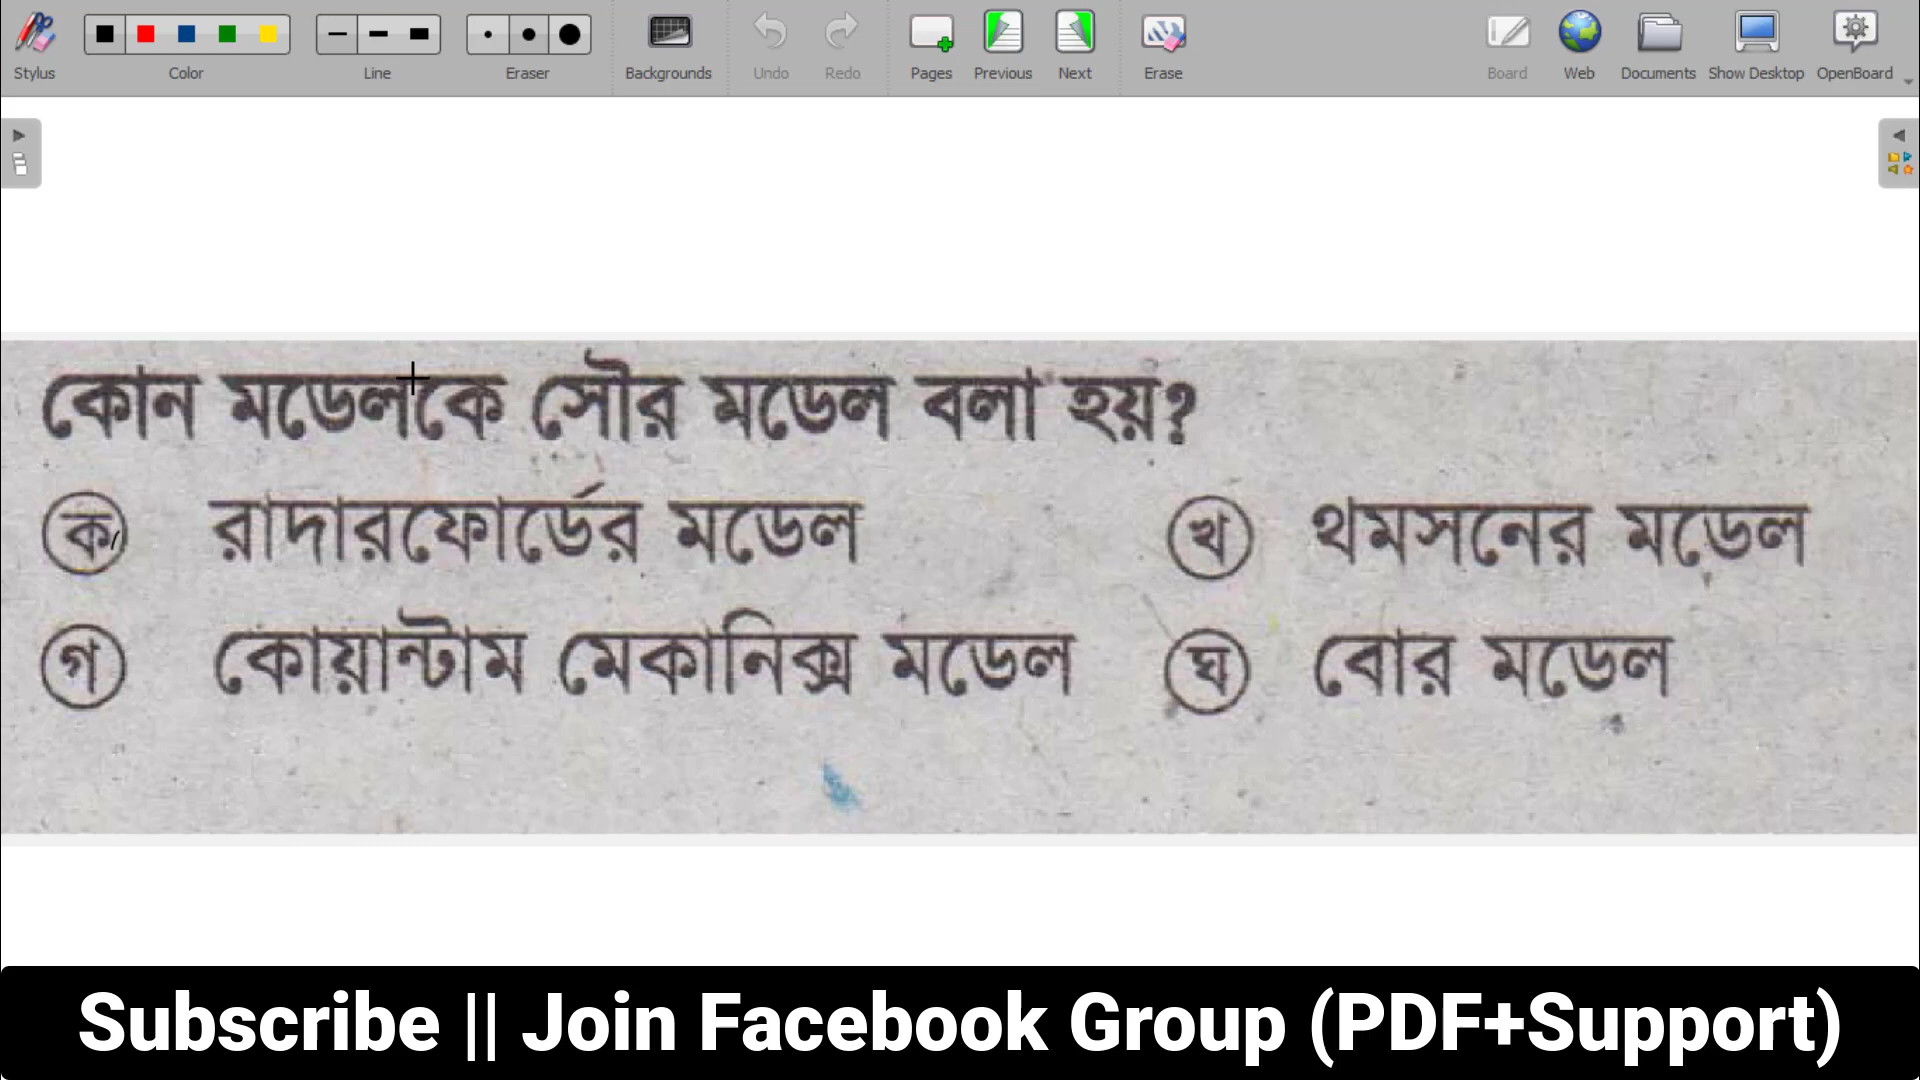 Stylus Color Line Eraser Backgrounds Undo Redo Pages Previous Next Erase Board Web Documents Show Desktop OpenBoard
কোন মডেলকে সৌর মডেল বলা হয়?
ক রাদারফোর্ডের মডেল খ থমসনের মডেল
গ কোয়ান্টাম মেকানিক্স মডেল ঘ বোর মডেল
Subscribe || Join Facebook Group (PDF+Support)